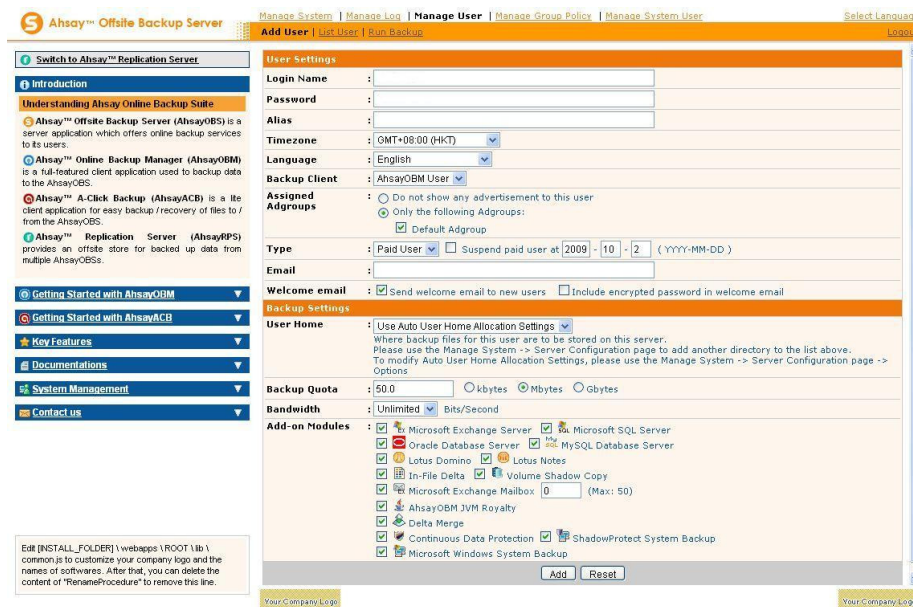 Ahsay™ Offsite Backup Server
Manage System | Manage Log | Manage User | Manage Group Policy | Manage System User
Select Languag
Add User | List User | Run Backup
Logou
Switch to Ahsay™ Replication Server
Introduction
Understanding Ahsay Online Backup Suite
Ahsay™ Offsite Backup Server (AhsayOBS) is a
server application which offers online backup services
to its users.
Ahsay™ Online Backup Manager (AhsayOBM)
is a full-featured client application used to backup data
to the AhsayOBS.
Ahsay™ A-Click Backup (AhsayACB) is a lite
client application for easy backup / recovery of files to /
from the AhsayOBS.
Ahsay™ Replication Server (AhsayRPS)
provides an offsite store for backed up data from
multiple AhsayOBSs.
Getting Started with AhsayOBM
Getting Started with AhsayACB
Key Features
Documentations
System Management
Contact us
Edit [INSTALL_FOLDER] \ webapps \ ROOT \ lib \
common.js to customize your company logo and the
names of softwares. After that, you can delete the
content of "RenameProcedure" to remove this line.
User Settings
Login Name :
Password :
Alias :
Timezone : GMT+08:00 (HKT)
Language : English
Backup Client : AhsayOBM User
Assigned Adgroups : Do not show any advertisement to this user
Only the following Adgroups:
Default Adgroup
Type : Paid User Suspend paid user at 2009 - 10 - 2 ( YYYY-MM-DD )
Email :
Welcome email : Send welcome email to new users Include encrypted password in welcome email
Backup Settings
User Home : Use Auto User Home Allocation Settings
Where backup files for this user are to be stored on this server.
Please use the Manage System -> Server Configuration page to add another directory to the list above.
To modify Auto User Home Allocation Settings, please use the Manage System -> Server Configuration page ->
Options
Backup Quota : 50.0 kbytes Mbytes Gbytes
Bandwidth : Unlimited Bits/Second
Add-on Modules : Microsoft Exchange Server Microsoft SQL Server
Oracle Database Server MySQL Database Server
Lotus Domino Lotus Notes
In-File Delta Volume Shadow Copy
Microsoft Exchange Mailbox 0 (Max: 50)
AhsayOBM JVM Royalty
Delta Merge
Continuous Data Protection ShadowProtect System Backup
Microsoft Windows System Backup
Add Reset
Your Company Logo
Your Company Logo